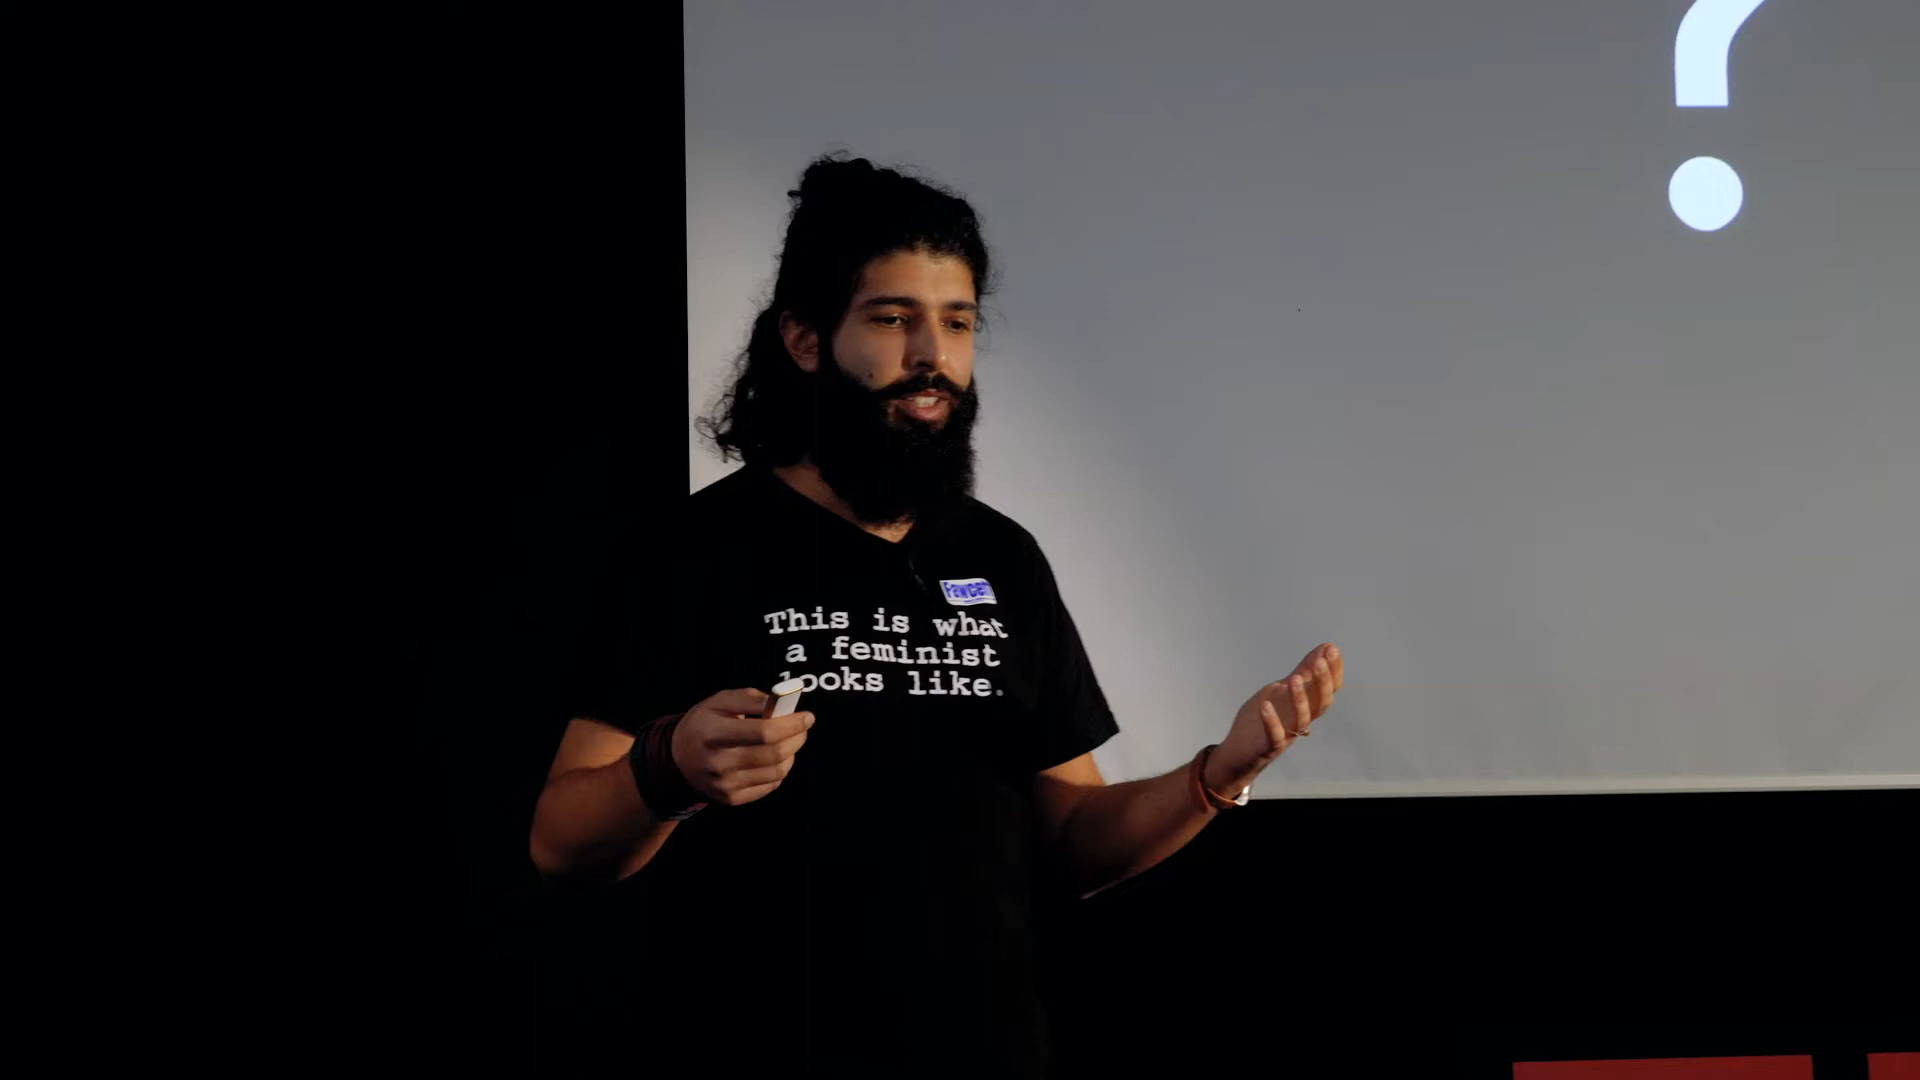 ?
Fawcett
This is what
a feminist
looks like.